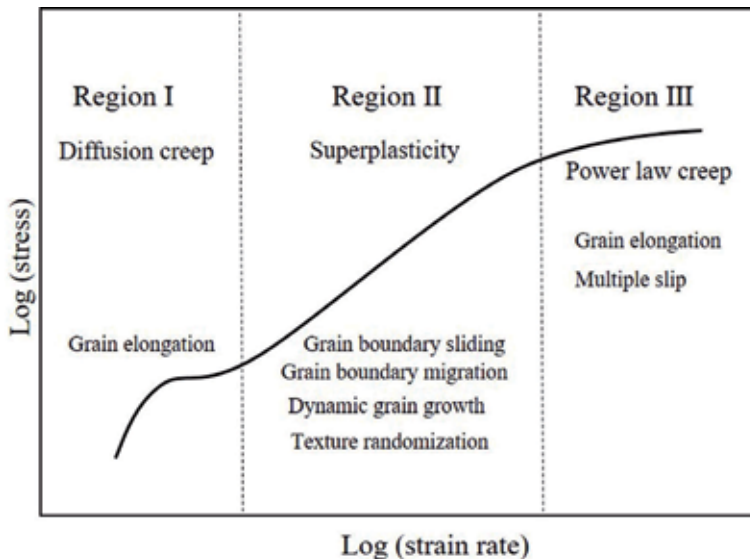 Region I
Region II
Region III
Diffusion creep
Superplasticity
Power law creep
Grain elongation
Multiple slip
Grain elongation
Grain boundary sliding
Grain boundary migration
Dynamic grain growth
Texture randomization
Log (stress)
Log (strain rate)